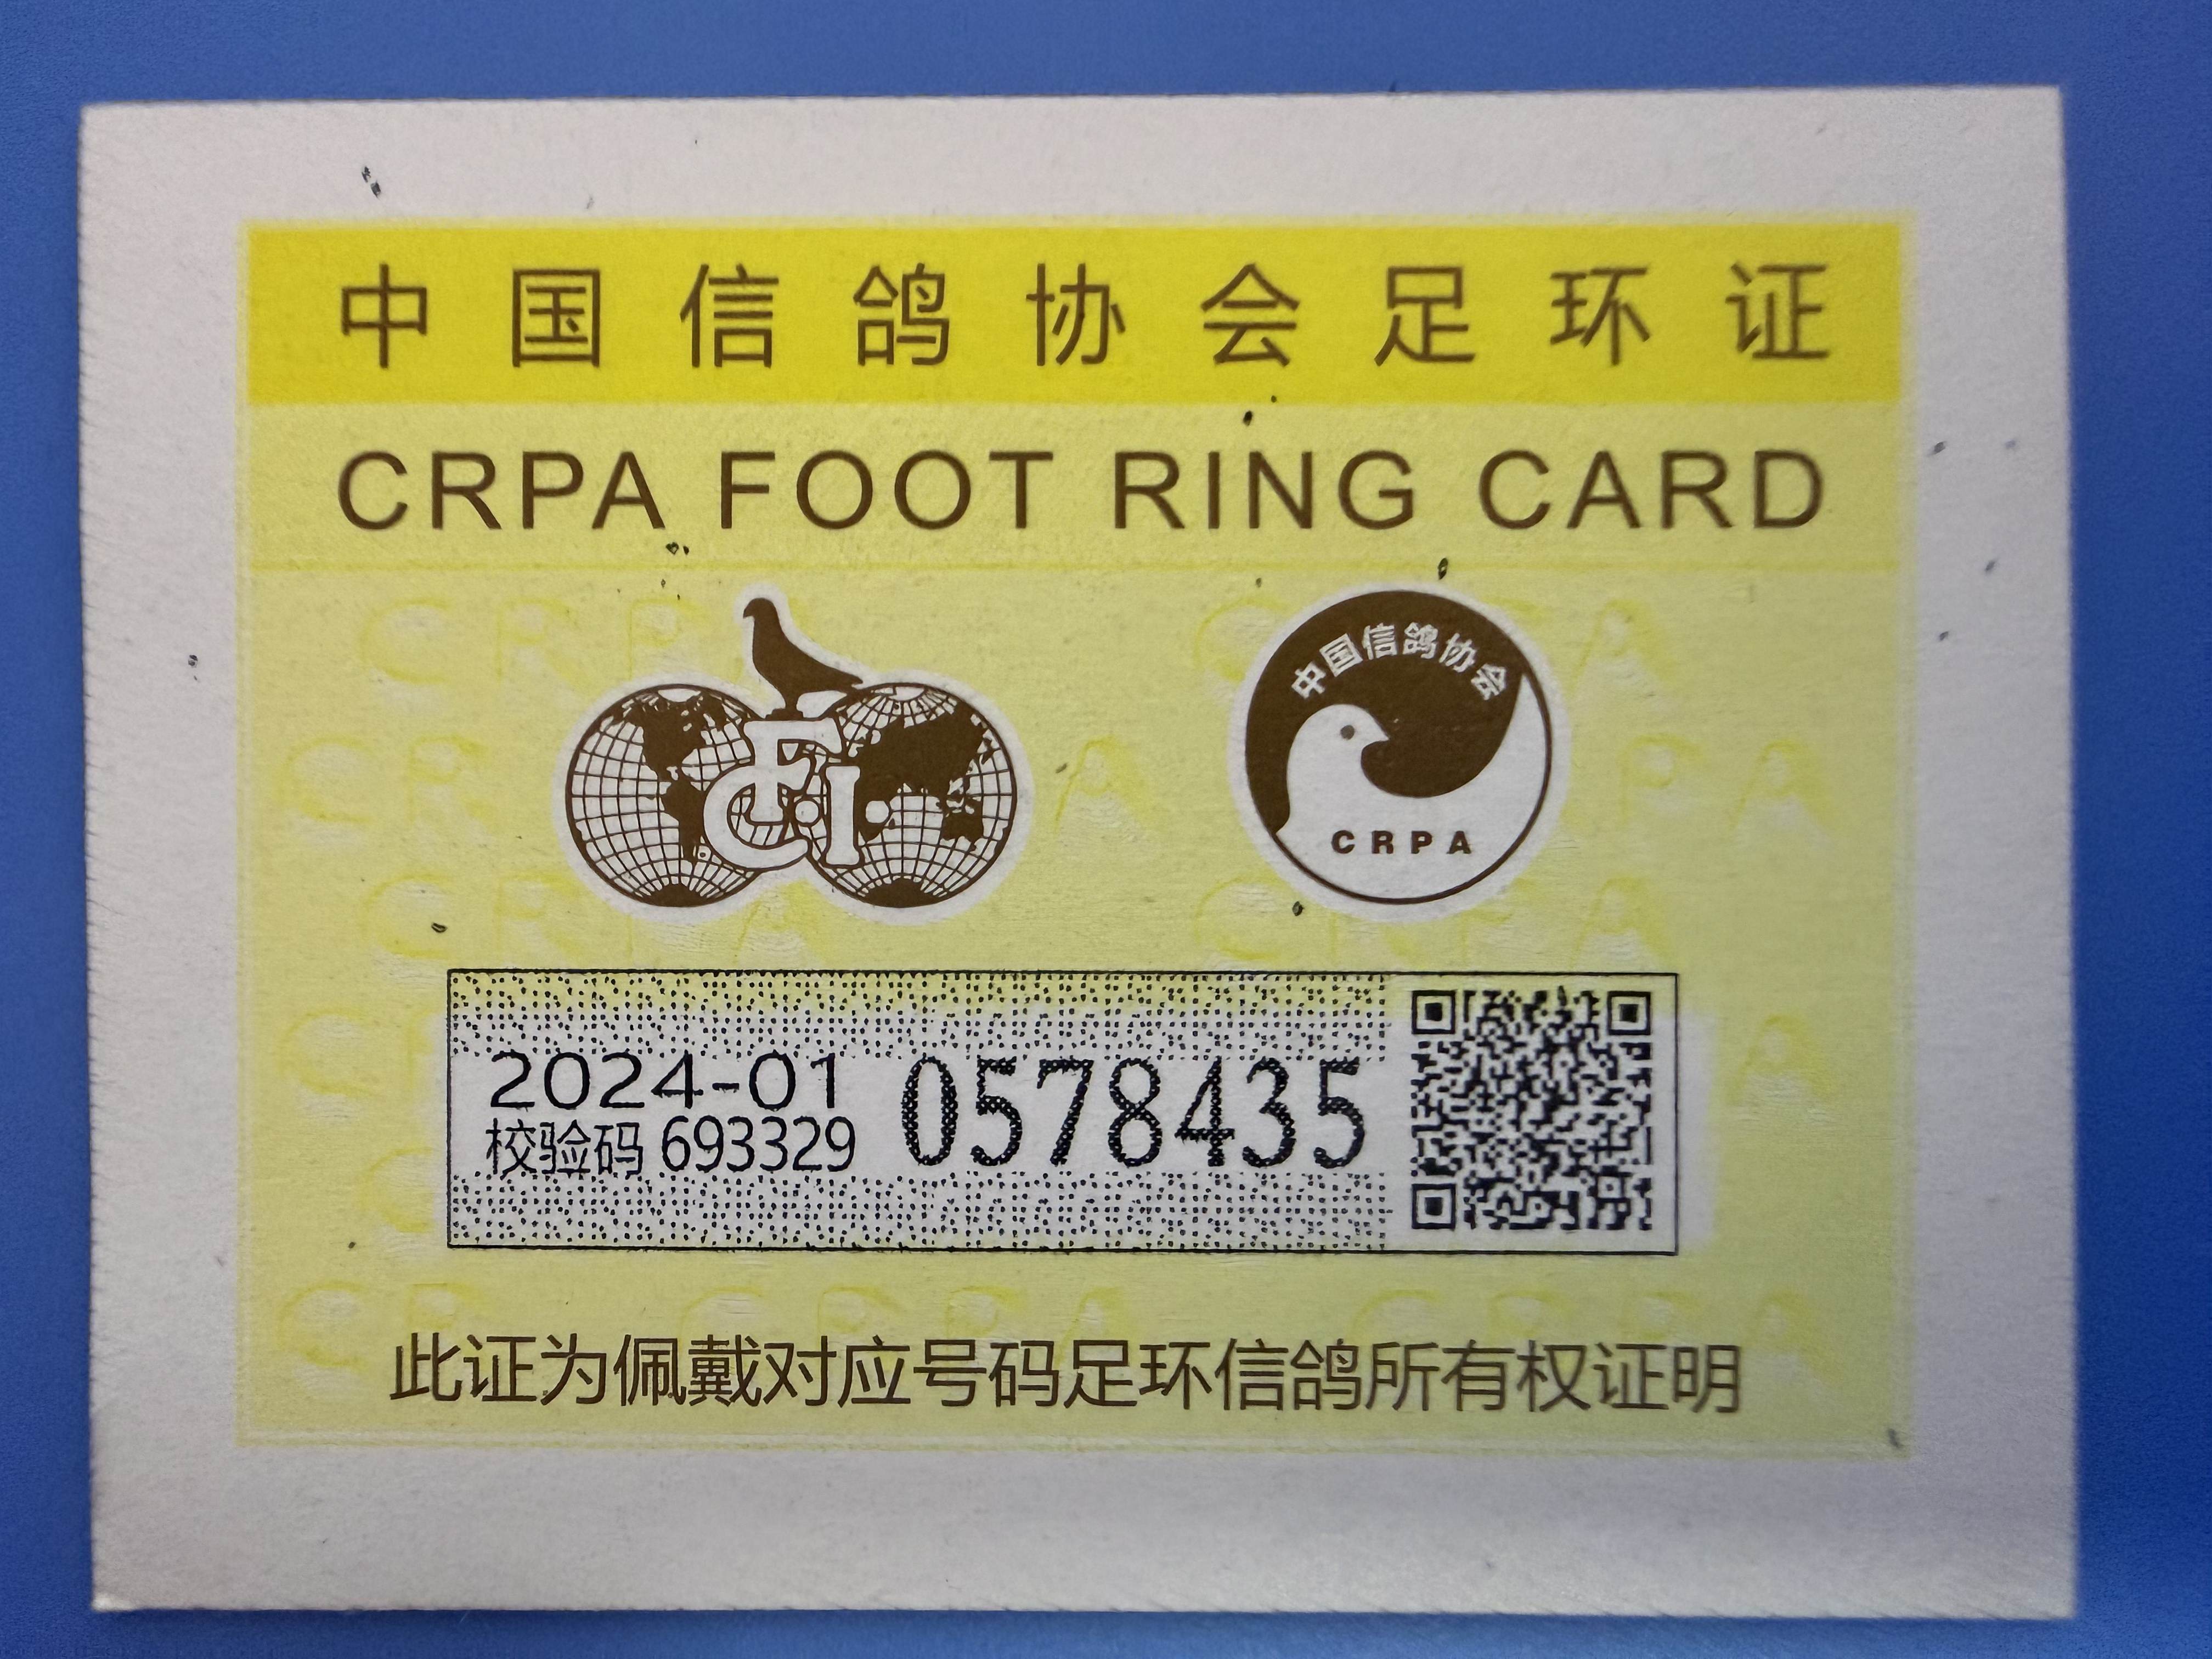 中国信鸽协会足环证
CRPA FOOT RING CARD
F.C.I.
中国信鸽协会
CRPA
2024-01
校验码 693329
0578435
此证为佩戴对应号码足环信鸽所有权证明